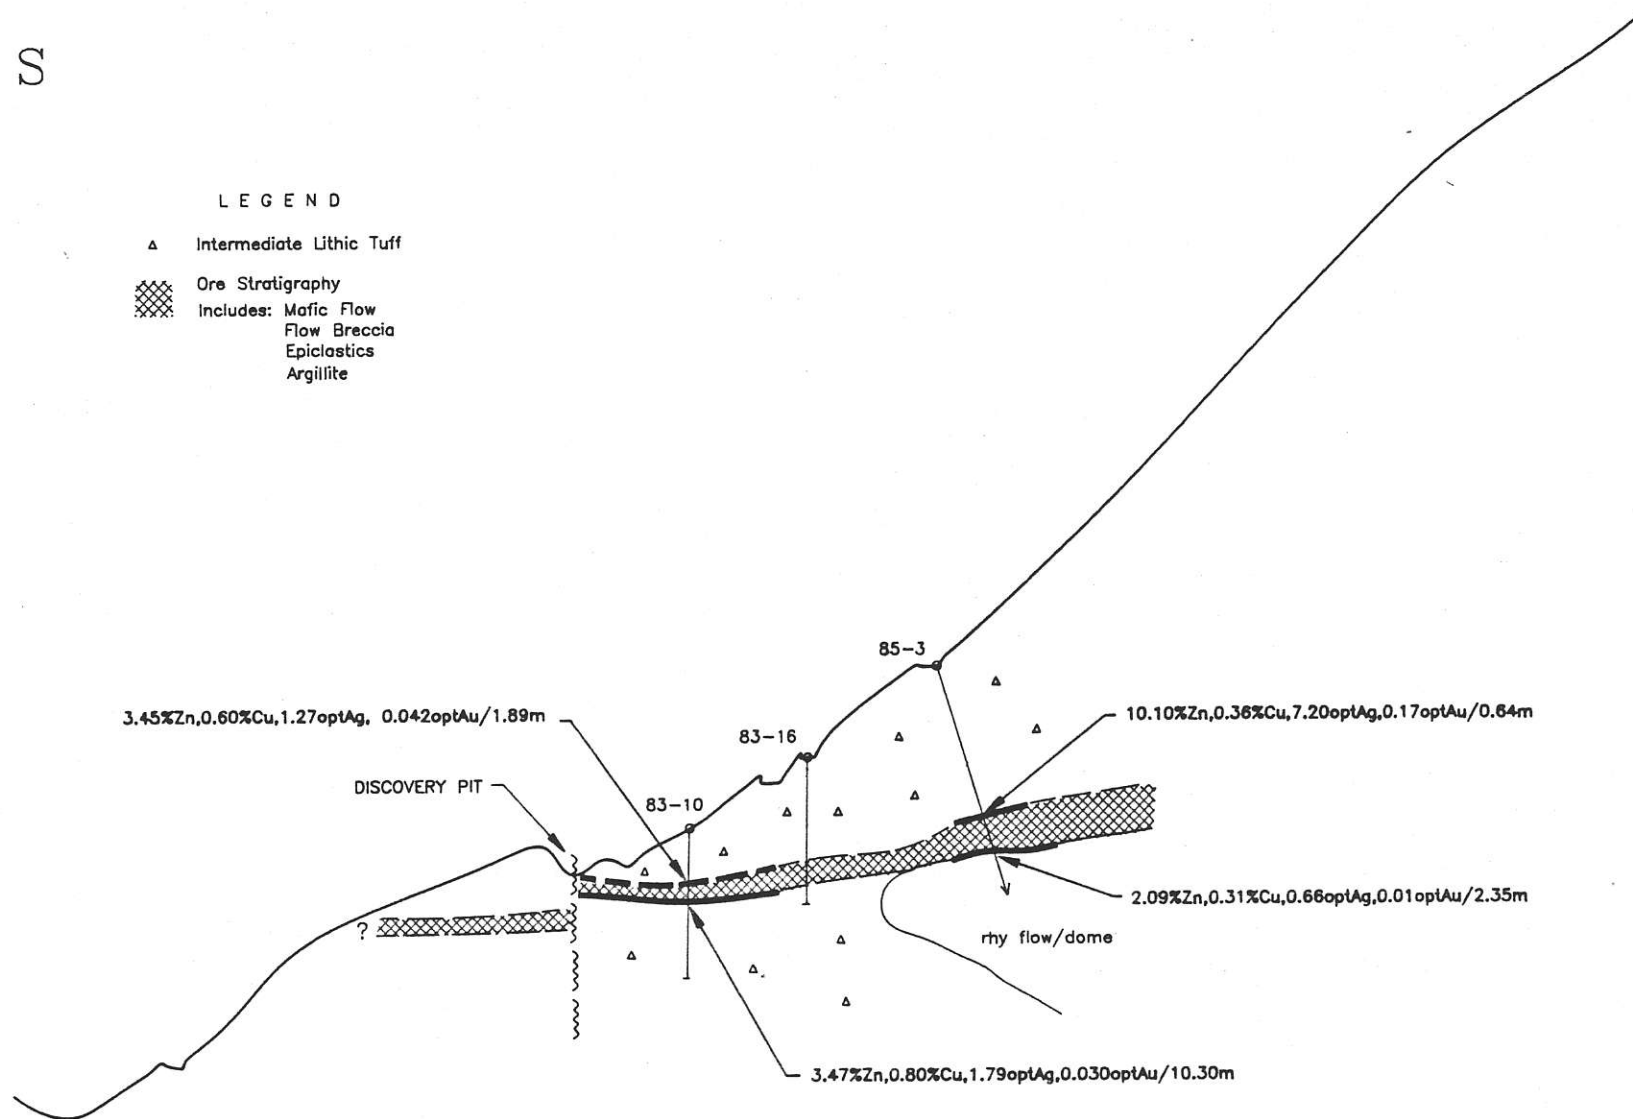 S
L E G E N D
Intermediate Lithic Tuff
Ore Stratigraphy
Includes: Mafic Flow
Flow Breccia
Epiclastics
Argillite
85-3
3.45%Zn,0.60%Cu,1.27optAg, 0.042optAu/1.89m
10.10%Zn,0.36%Cu,7.20optAg,0.17optAu/0.64m
83-16
DISCOVERY PIT
83-10
2.09%Zn,0.31%Cu,0.66optAg,0.01optAu/2.35m
?
rhy flow/dome
3.47%Zn,0.80%Cu,1.79optAg,0.030optAu/10.30m